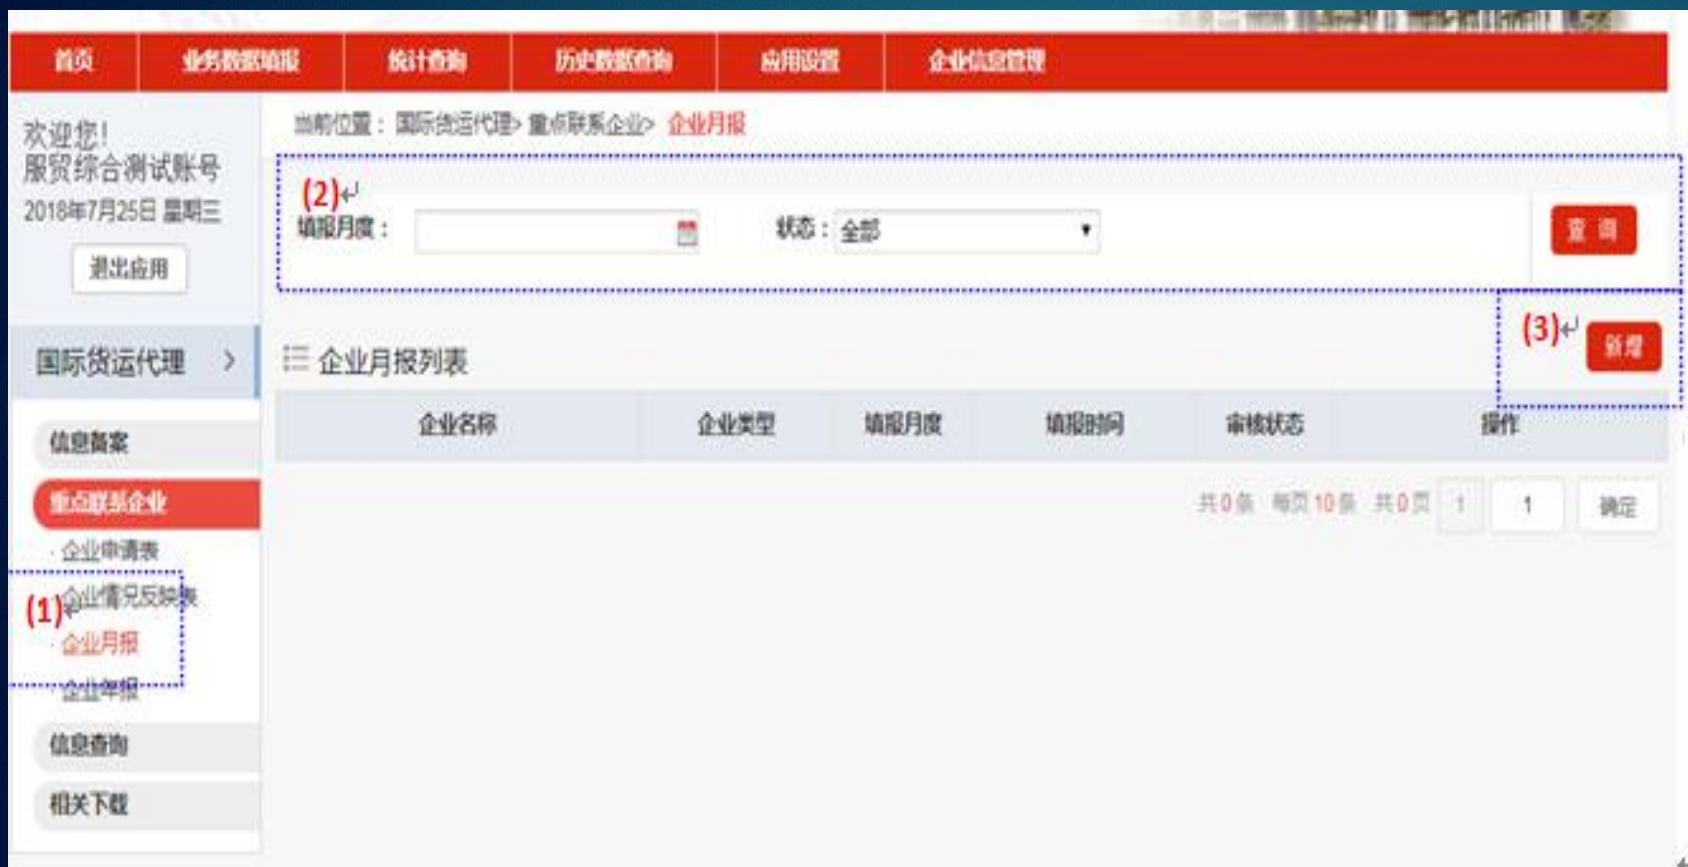 首页 业务数据填报 统计查询 历史数据查询 应用设置 企业信息管理
欢迎您!
服贸综合测试账号
2018年7月25日 星期三
退出应用
当前位置： 国际货运代理> 重点联系企业> 企业月报
(2)↵
填报月度： 状态：全部 ▼ 查 询
(3)↵ 新增
国际货运代理 >
企业月报列表
企业名称 企业类型 填报月度 填报时间 审核状态 操作
共0条 每页10条 共0页 1 1 确定
信息备案
重点联系企业
· 企业申请表
(1)↵
· 企业情况反映表
· 企业月报
· 企业年报
信息查询
相关下载